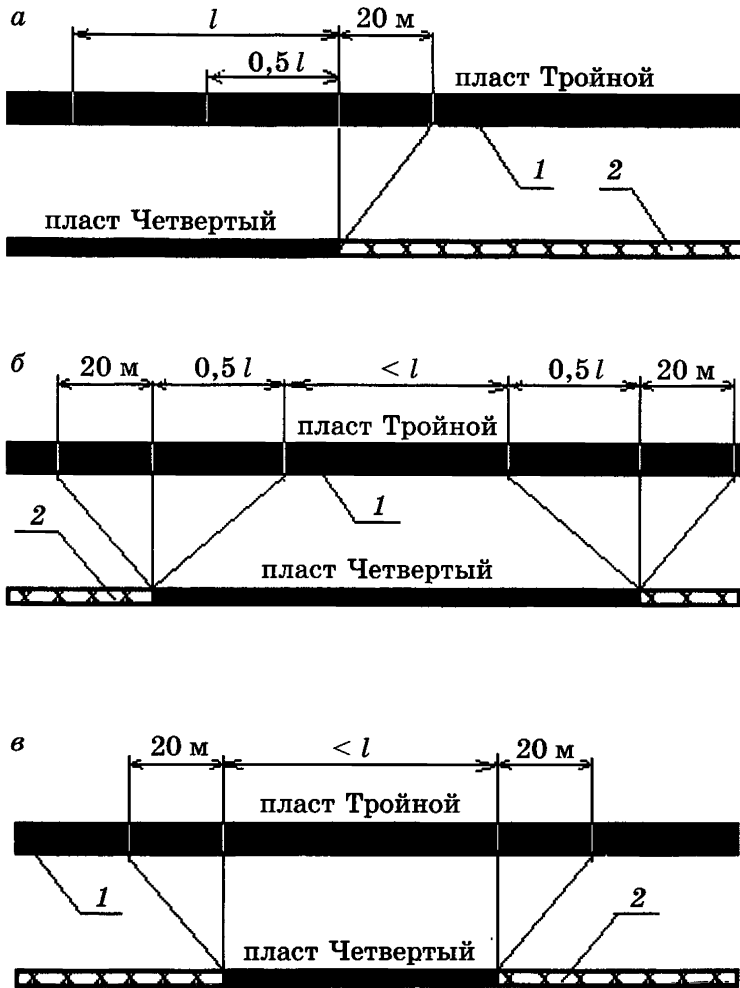 а
l
20 м
0,5 l
пласт Тройной
1
2
пласт Четвертый
б
20 м
0,5 l
< l
0,5 l
20 м
пласт Тройной
2
1
пласт Четвертый
в
20 м
< l
20 м
пласт Тройной
1
2
пласт Четвертый